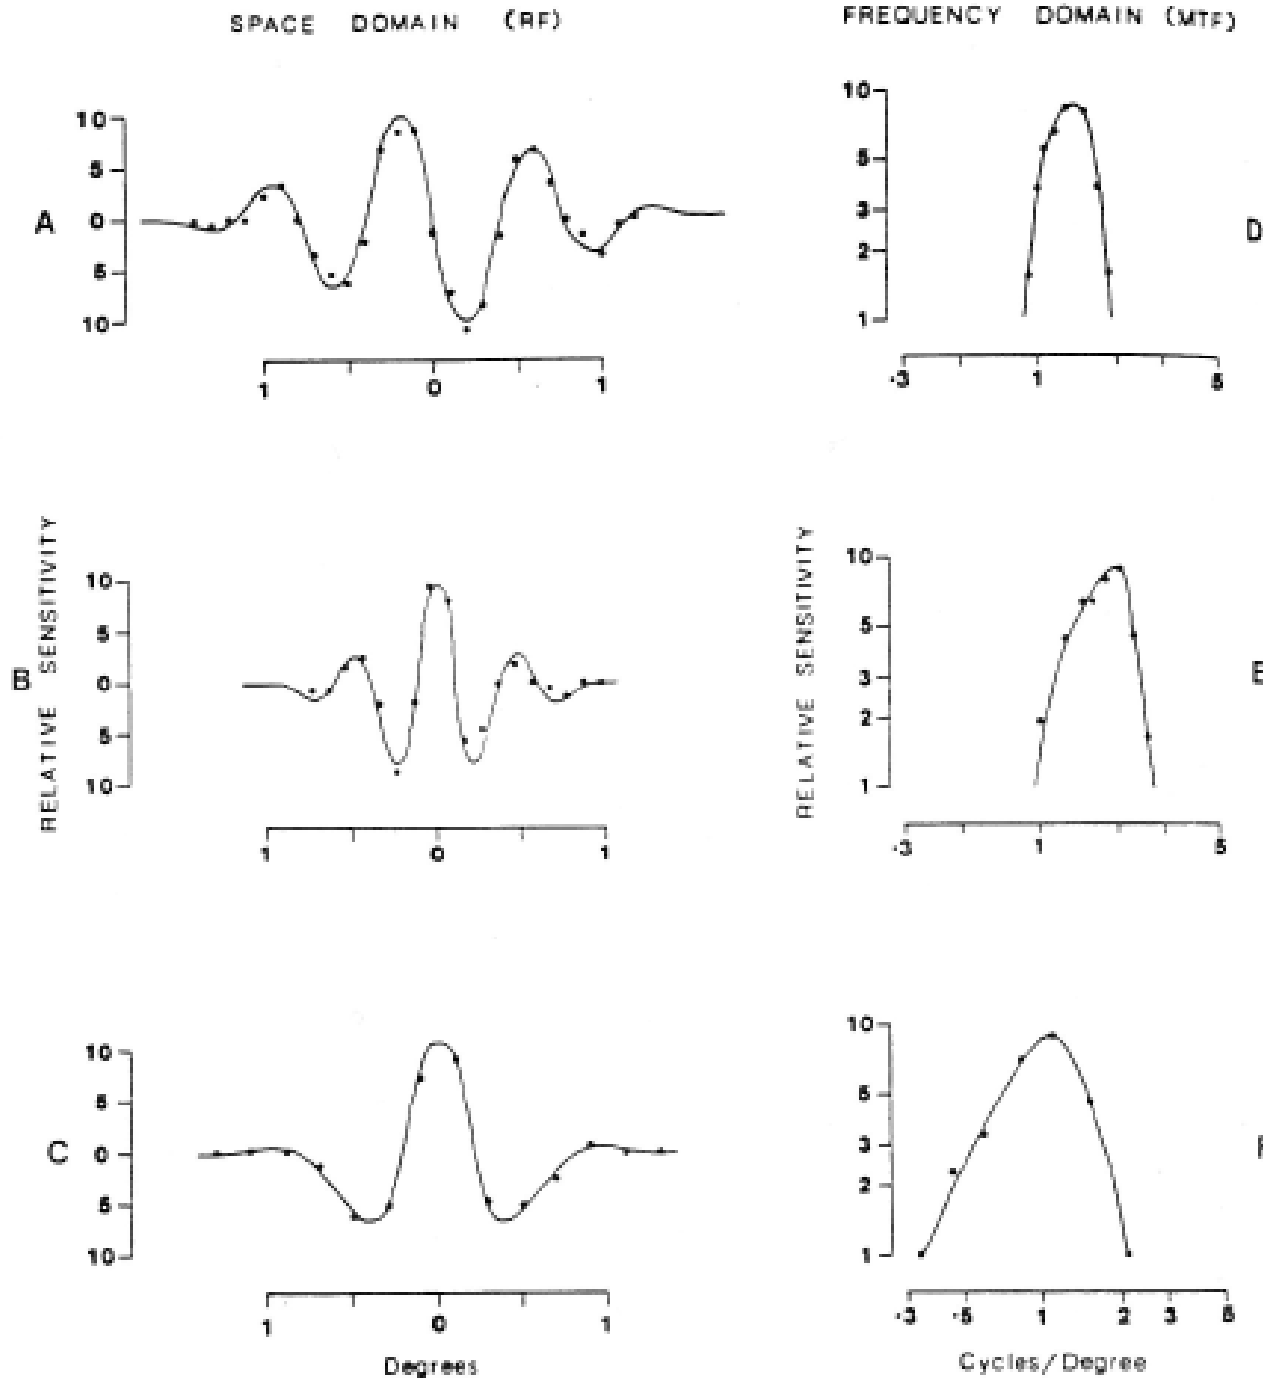 SPACE DOMAIN (RF)
FREQUENCY DOMAIN (MTF)
A
10
5
0
5
10
1 0 1
10
5
3
2
1
.3 1 5
D
RELATIVE SENSITIVITY
B
10
5
0
5
10
1 0 1
RELATIVE SENSITIVITY
10
5
3
2
1
.3 1 5
E
C
10
5
0
5
10
1 0 1
Degrees
10
5
3
2
1
.3 .5 1 2 3 5
Cycles/Degree
F